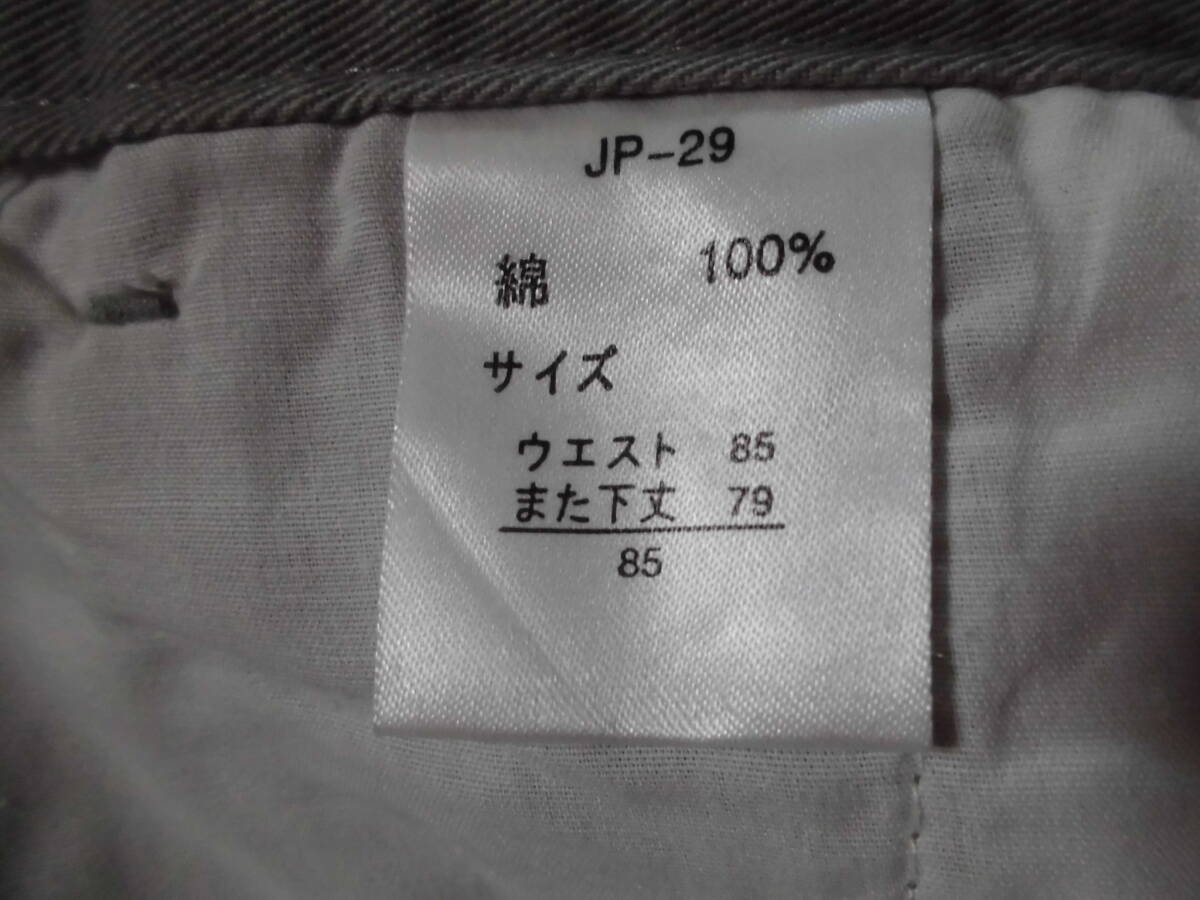 JP-29
綿 100%
サイズ
ウエスト 85
また下丈 79
85